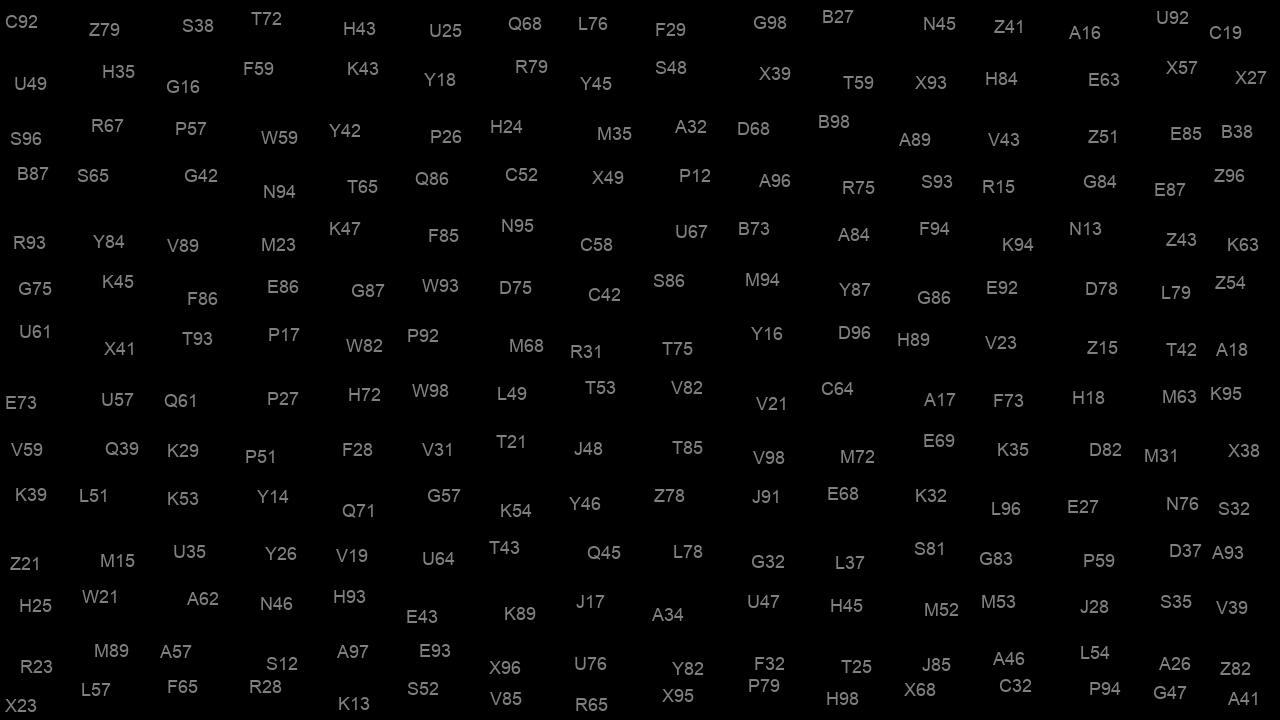 C92 Z79 S38 T72 H43 U25 Q68 L76 F29 G98 B27 N45 Z41 A16 U92 C19
U49 H35 G16 F59 K43 Y18 R79 Y45 S48 X39 T59 X93 H84 E63 X57 X27
S96 R67 P57 W59 Y42 P26 H24 M35 A32 D68 B98 A89 V43 Z51 E85 B38
B87 S65 G42 N94 T65 Q86 C52 X49 P12 A96 R75 S93 R15 G84 E87 Z96
R93 Y84 V89 M23 K47 F85 N95 C58 U67 B73 A84 F94 K94 N13 Z43 K63
G75 K45 F86 E86 G87 W93 D75 C42 S86 M94 Y87 G86 E92 D78 L79 Z54
U61 X41 T93 P17 W82 P92 M68 R31 T75 Y16 D96 H89 V23 Z15 T42 A18
E73 U57 Q61 P27 H72 W98 L49 T53 V82 V21 C64 A17 F73 H18 M63 K95
V59 Q39 K29 P51 F28 V31 T21 J48 T85 V98 M72 E69 K35 D82 M31 X38
K39 L51 K53 Y14 Q71 G57 K54 Y46 Z78 J91 E68 K32 L96 E27 N76 S32
Z21 M15 U35 Y26 V19 U64 T43 Q45 L78 G32 L37 S81 G83 P59 D37 A93
H25 W21 A62 N46 H93 E43 K89 J17 A34 U47 H45 M52 M53 J28 S35 V39
R23 M89 A57 S12 A97 E93 X96 U76 Y82 F32 T25 J85 A46 L54 A26 Z82
X23 L57 F65 R28 K13 S52 V85 R65 X95 P79 H98 X68 C32 P94 G47 A41